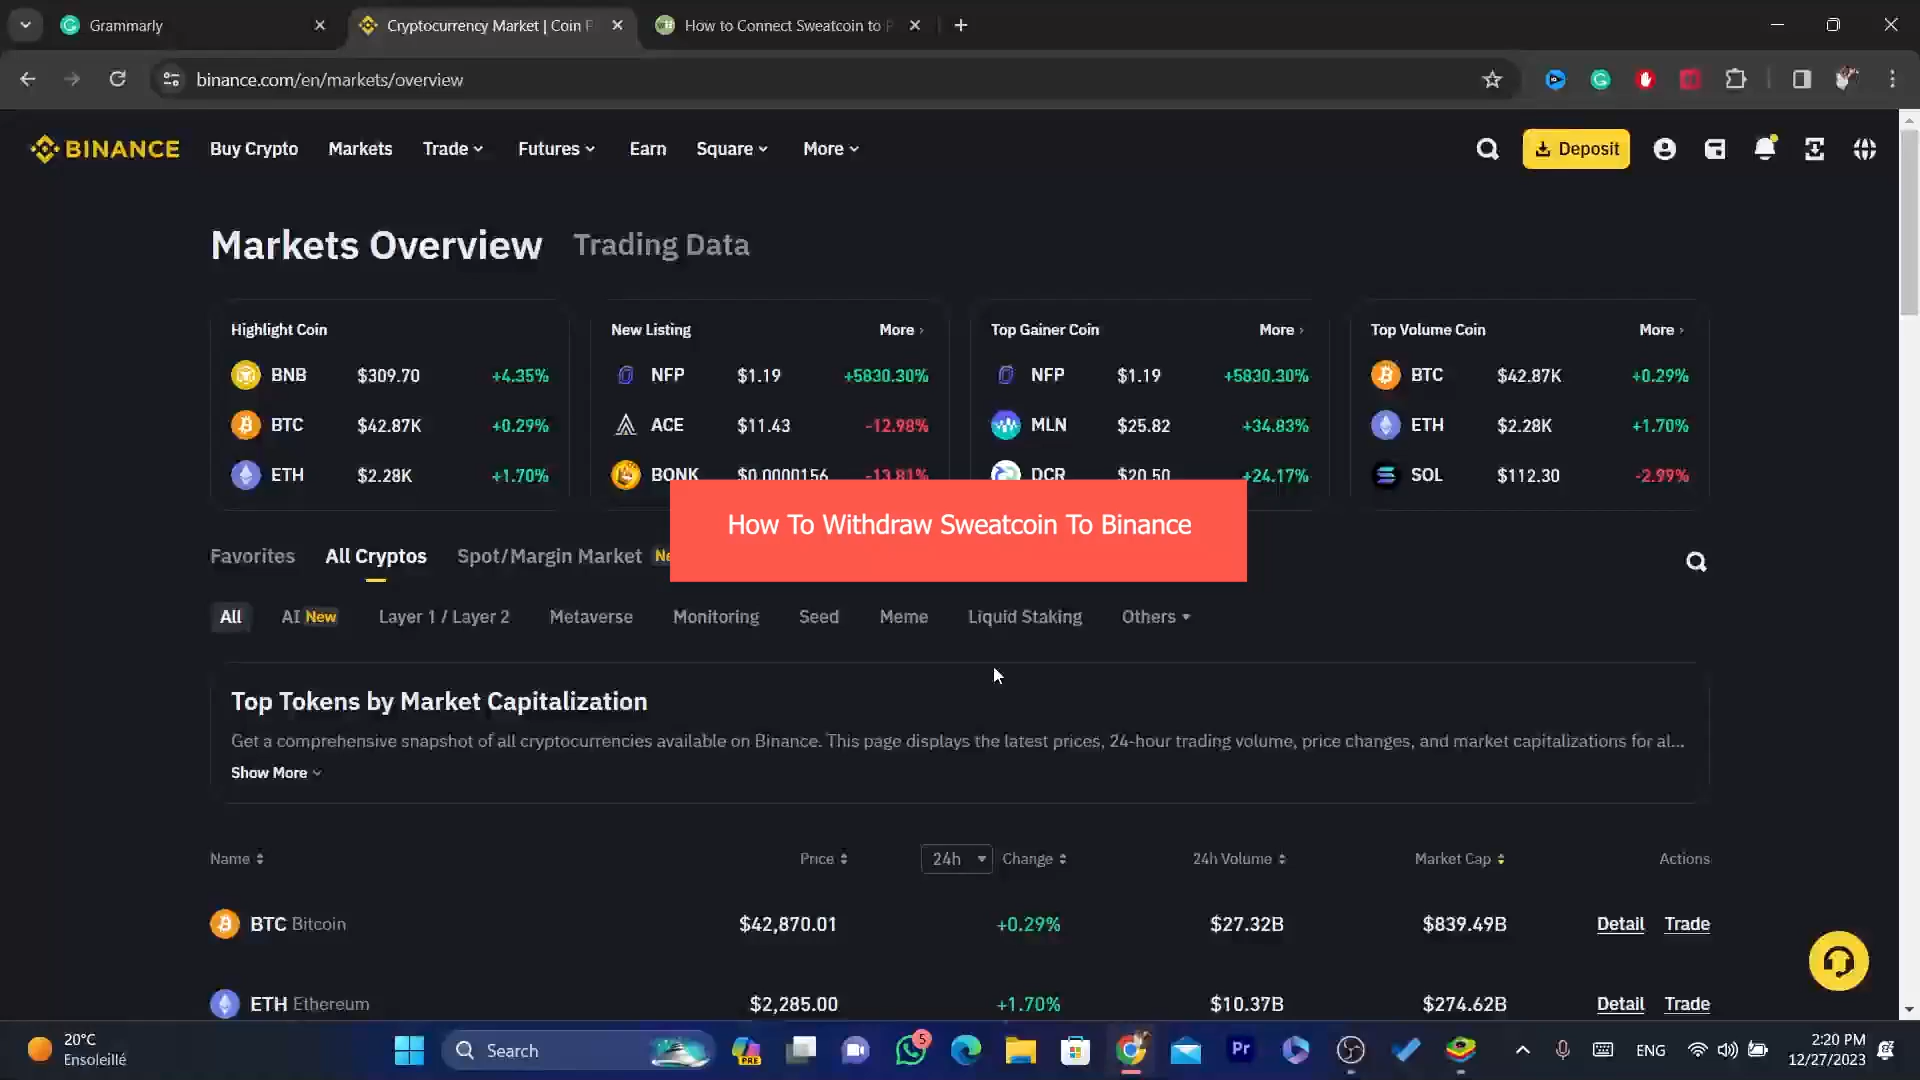 Grammarly
Cryptocurrency Market | Coin P
How to Connect Sweatcoin to
binance.com/en/markets/overview
BINANCE Buy Crypto Markets Trade Futures Earn Square More Deposit
Markets Overview Trading Data
Highlight Coin
BNB $309.70 +4.35%
BTC $42.87K +0.29%
ETH $2.28K +1.70%
New Listing More
NFP $1.19 +5830.30%
ACE $11.43 -12.98%
BONK $0.0000156 -13.81%
Top Gainer Coin More
NFP $1.19 +5830.30%
MLN $25.82 +34.83%
DCR $20.50 +24.17%
Top Volume Coin More
BTC $42.87K +0.29%
ETH $2.28K +1.70%
SOL $112.30 -2.99%
How To Withdraw Sweatcoin To Binance
Favorites All Cryptos Spot/Margin Market Ne
All AI New Layer 1 / Layer 2 Metaverse Monitoring Seed Meme Liquid Staking Others
Top Tokens by Market Capitalization
Get a comprehensive snapshot of all cryptocurrencies available on Binance. This page displays the latest prices, 24-hour trading volume, price changes, and market capitalizations for al...
Show More
Name Price 24h Change 24h Volume Market Cap Actions
BTC Bitcoin $42,870.01 +0.29% $27.32B $839.49B Detail Trade
ETH Ethereum $2,285.00 +1.70% $10.37B $274.62B Detail Trade
20°C
Ensoleillé
Search
PRE
5
Pr
ENG
2:20 PM
12/27/2023